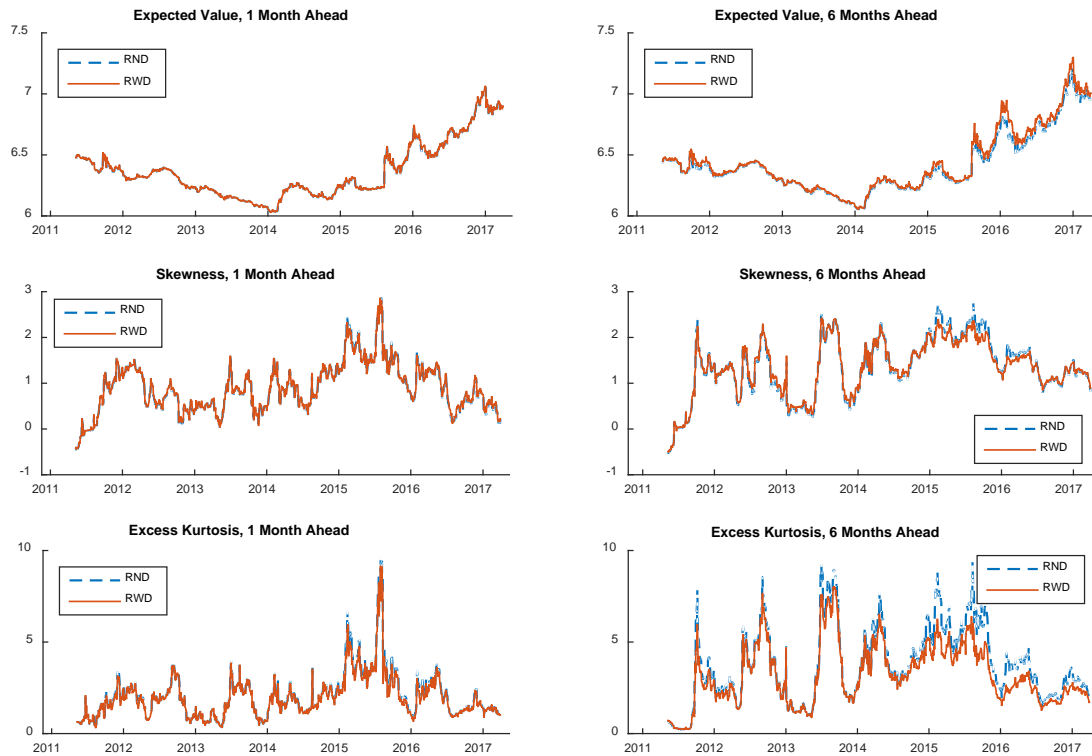 Expected Value, 1 Month Ahead
7.5
7
6.5
6
RND
RWD
2011 2012 2013 2014 2015 2016 2017
Expected Value, 6 Months Ahead
7.5
7
6.5
6
RND
RWD
2011 2012 2013 2014 2015 2016 2017
Skewness, 1 Month Ahead
3
2
1
0
-1
RND
RWD
2011 2012 2013 2014 2015 2016 2017
Skewness, 6 Months Ahead
3
2
1
0
-1
RND
RWD
2011 2012 2013 2014 2015 2016 2017
Excess Kurtosis, 1 Month Ahead
10
5
0
RND
RWD
2011 2012 2013 2014 2015 2016 2017
Excess Kurtosis, 6 Months Ahead
10
5
0
RND
RWD
2011 2012 2013 2014 2015 2016 2017